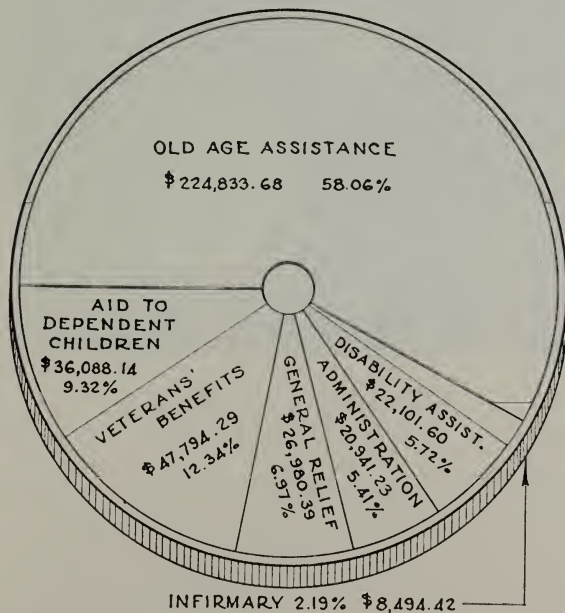 OLD AGE ASSISTANCE
$224,833.68 58.06%
AID TO
DEPENDENT
CHILDREN
$36,088.14
9.32%
VETERANS'
BENEFITS
$47,794.29
12.34%
GENERAL RELIEF
$26,980.39
6.97%
ADMINISTRATION
$20,941.23
5.41%
DISABILITY ASSIST.
$22,101.60
5.72%
INFIRMARY 2.19% $8,494.42